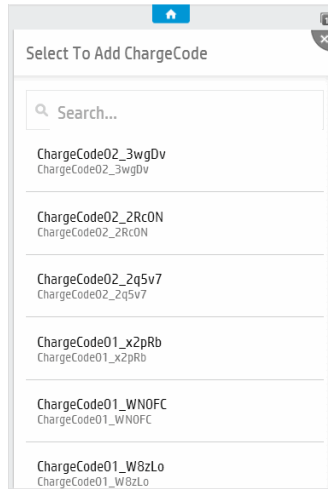 Select To Add ChargeCode
Search...
ChargeCode02_3wgDv
ChargeCode02_3wgDv
ChargeCode02_2RcON
ChargeCode02_2RcON
ChargeCode02_2q5v7
ChargeCode02_2q5v7
ChargeCode01_x2pRb
ChargeCode01_x2pRb
ChargeCode01_WNOFC
ChargeCode01_WNOFC
ChargeCode01_W8zLo
ChargeCode01_W8zLo